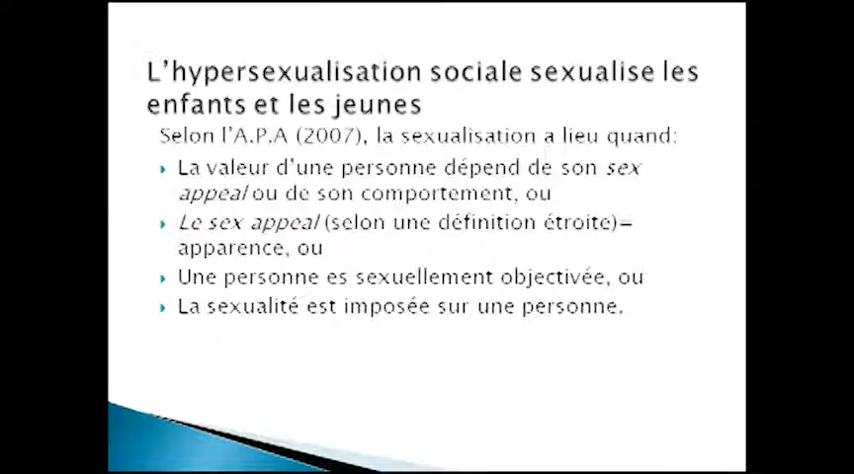 L'hypersexualisation sociale sexualise les
enfants et les jeunes
Selon l'A.P.A (2007), la sexualisation a lieu quand:
La valeur d'une personne dépend de son sex
appeal ou de son comportement, ou
Le sex appeal (selon une définition étroite)=
apparence, ou
Une personne es sexuellement objectivée, ou
La sexualité est imposée sur une personne.